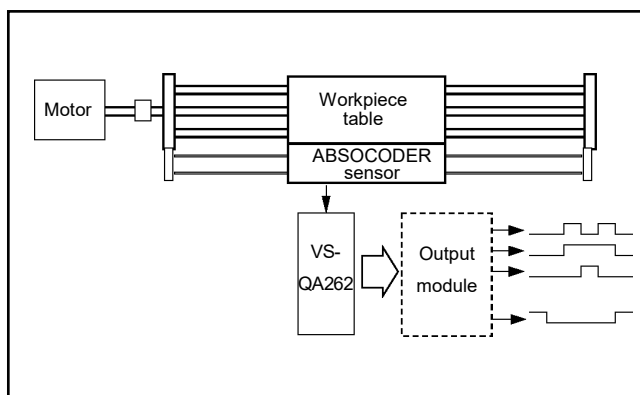 Motor
Workpiece
table
ABSOCODER
sensor
VS-
QA262
Output
module